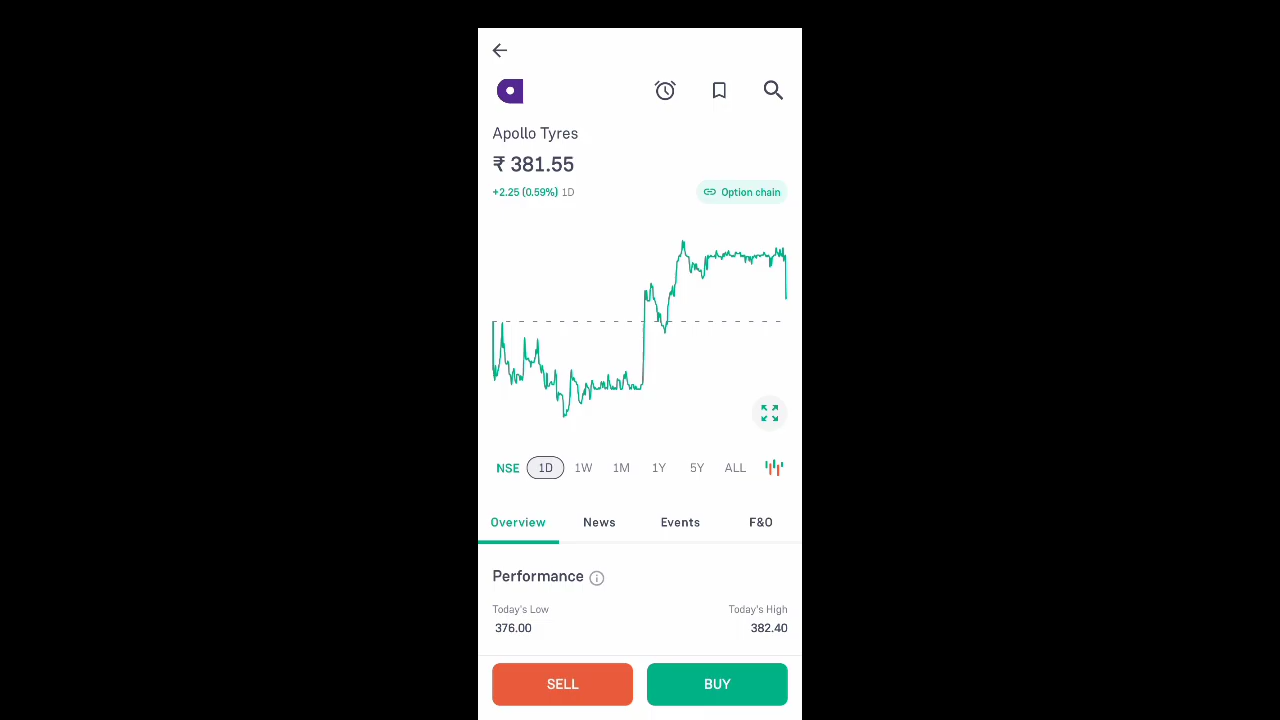 Apollo Tyres
₹ 381.55
+2.25 (0.59%) 1D
Option chain
NSE 1D 1W 1M 1Y 5Y ALL
Overview News Events F&O
Performance
Today's Low Today's High
376.00 382.40
SELL BUY